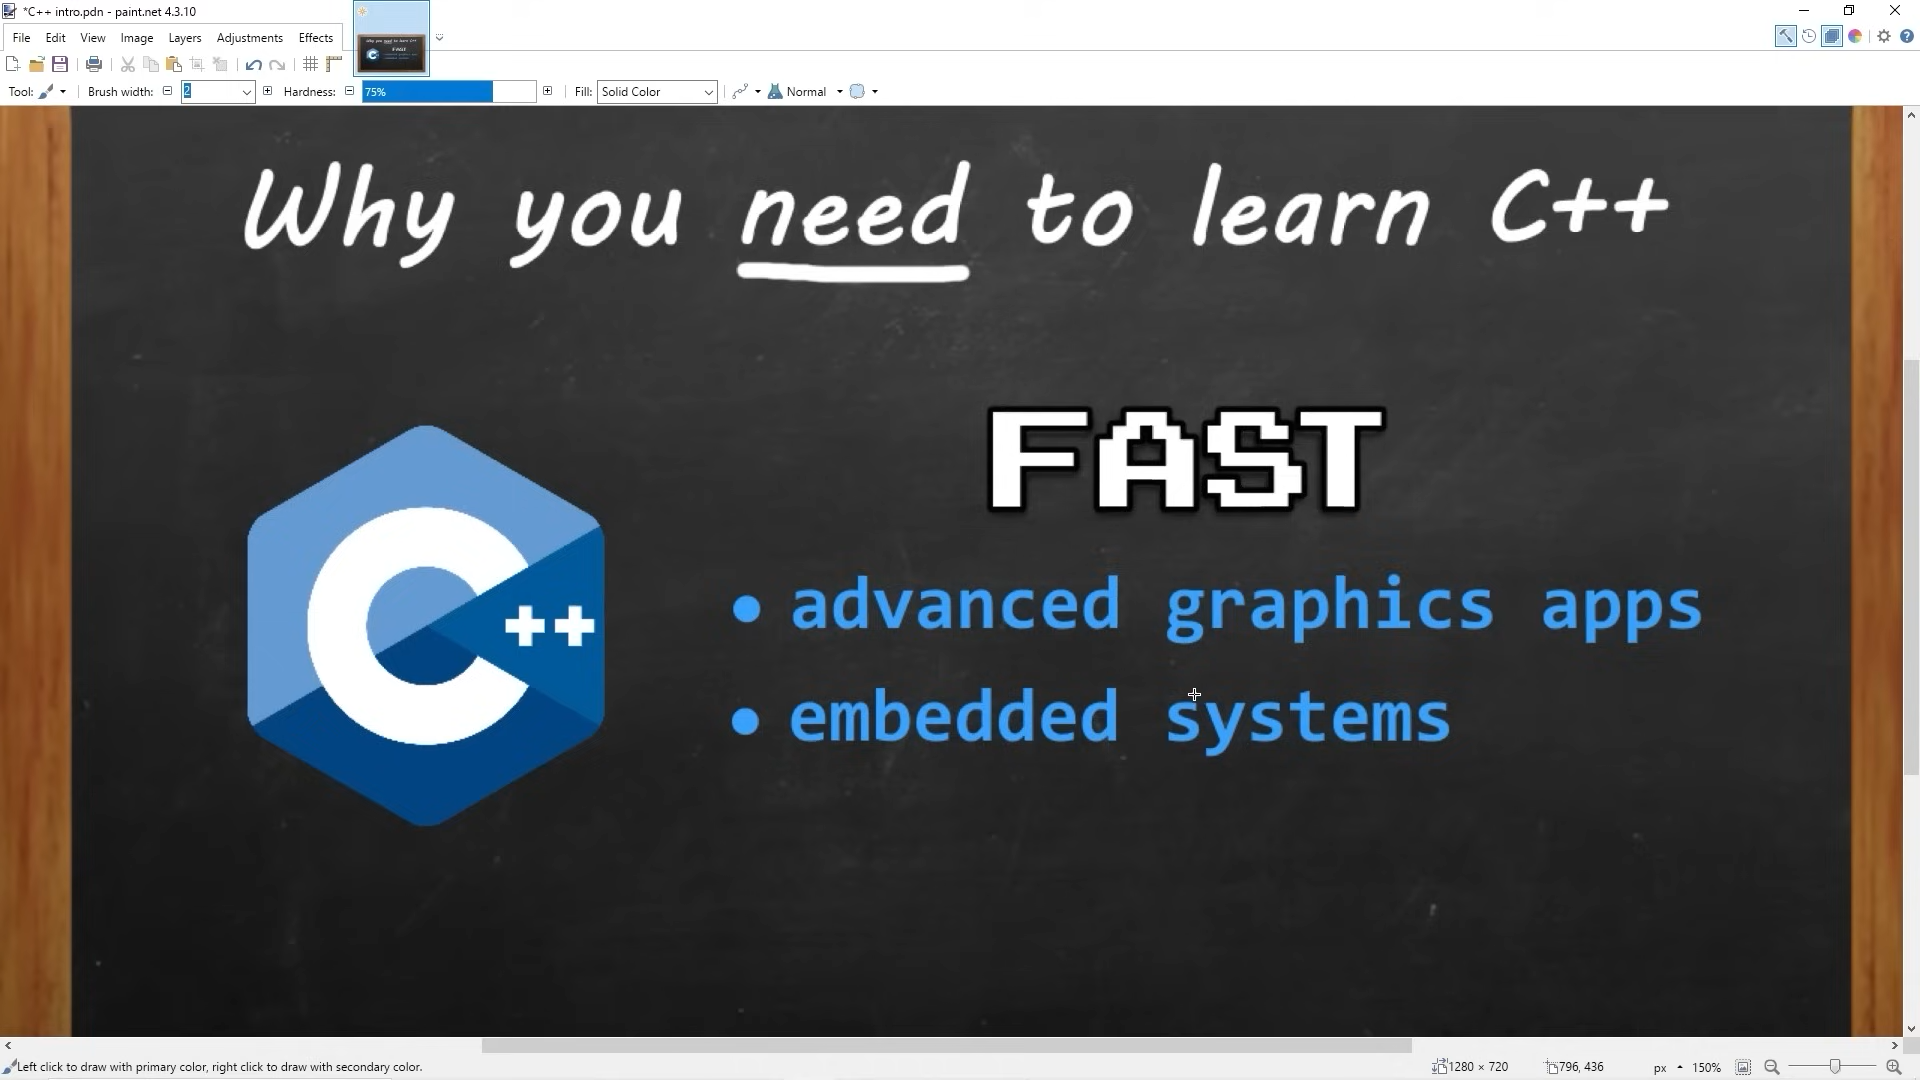 *C++ intro.pdn - paint.net 4.3.10
File Edit View Image Layers Adjustments Effects
Tool: Brush width: 2 Hardness: 75% Fill: Solid Color Normal
Why you need to learn C++
FAST
C++
• advanced graphics apps
• embedded systems
Left click to draw with primary color, right click to draw with secondary color. 1280 × 720 796, 436 px 150%